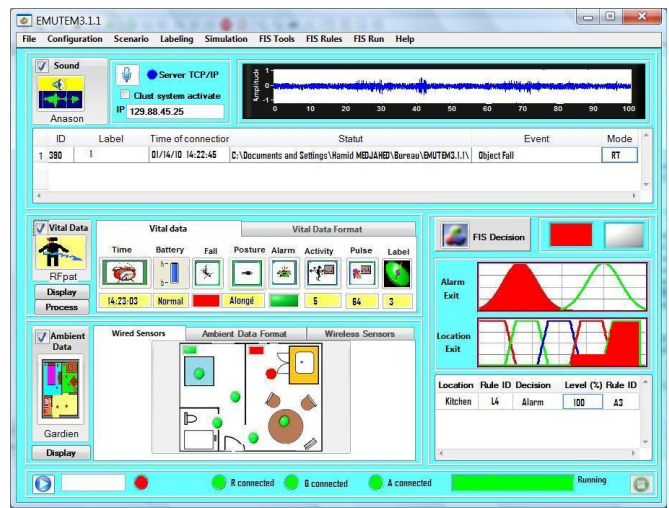 EMUTEM3.1.1
File Configuration Scenario Labeling Simulation FIS Tools FIS Rules FIS Run Help
Sound
Anason
Server TCP/IP
Clust system activate
IP 129.88.45.25
Amplitude
1
0
-1
0 10 20 30 40 50 60 70 80 90 100
ID Label Time of connection Statut Event Mode
1 390 1 01/14/10 14:22:45 C:\Documents and Settings\Hamid MEDJAHED\Bureau\EMUTEM3.1.1\ Object Fall RT
Vital Data
RFpat
Display
Process
Vital data Vital Data Format
Time Battery Fall Posture Alarm Activity Pulse Label
h-
b-
14:23:03 Normal Alongé 5 64 3
FIS Decision
Alarm
Exit
Location
Exit
Location Rule ID Decision Level (%) Rule ID
Kitchen L4 Alarm 100 A3
Ambient
Data
Gardien
Display
Wired Sensors Ambient Data Format Wireless Sensors
R connected G connected A connected Running